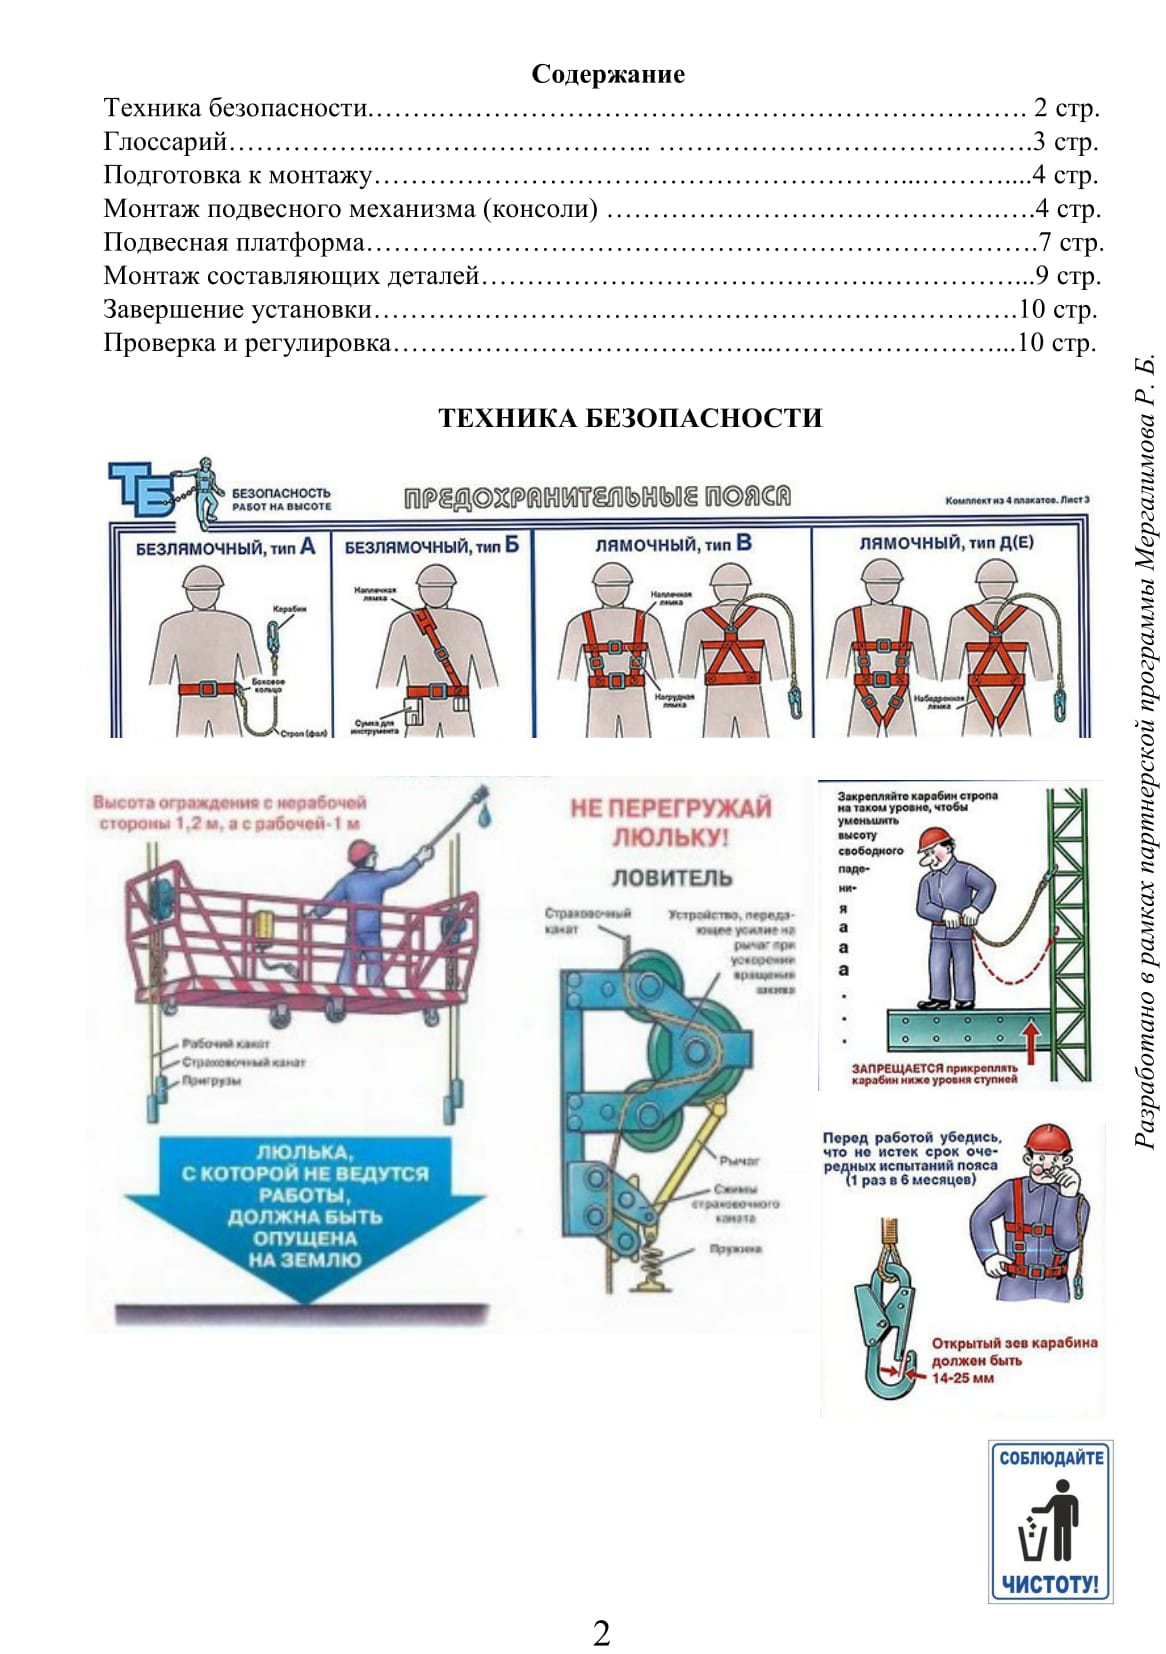 Содержание
Техника безопасности…………………………………………………………………. 2 стр.
Глоссарий……………...……………………….. ……………………………….….3 стр.
Подготовка к монтажу…………………………………………………...………....4 стр.
Монтаж подвесного механизма (консоли) …………………………………….….4 стр.
Подвесная платформа……………………………………………………………….7 стр.
Монтаж составляющих деталей…………………………………….……………...9 стр.
Завершение установки…………………………………………………………….10 стр.
Проверка и регулировка…………………………………...……………………...10 стр.
ТЕХНИКА БЕЗОПАСНОСТИ
ТБ
БЕЗОПАСНОСТЬ
РАБОТ НА ВЫСОТЕ
ПРЕДОХРАНИТЕЛЬНЫЕ ПОЯСА
Комплект из 4 плакатов. Лист 3
БЕЗЛЯМОЧНЫЙ, тип А
Карабин
Боковое
кольцо
Строп (фал)
БЕЗЛЯМОЧНЫЙ, тип Б
Наплечная
лямка
Сумка для
инструмента
ЛЯМОЧНЫЙ, тип В
Наплечная
лямка
Нагрудная
лямка
ЛЯМОЧНЫЙ, тип Д(Е)
Набедренная
лямка
Высота ограждения с нерабочей
стороны 1,2 м, а с рабочей-1 м
Рабочий канат
Страховочный канат
Пригрузы
ЛЮЛЬКА,
С КОТОРОЙ НЕ ВЕДУТСЯ
РАБОТЫ,
ДОЛЖНА БЫТЬ
ОПУЩЕНА
НА ЗЕМЛЮ
НЕ ПЕРЕГРУЖАЙ
ЛЮЛЬКУ!
ЛОВИТЕЛЬ
Страховочный
канат
Устройство, переда-
ющее усилие на
рычаг при
ускорении
вращения
шкива
Рычаг
Сжимы
страховочного
каната
Пружина
Закрепляйте карабин стропа
на таком уровне, чтобы
уменьшить
высоту
свободного
паде-
ни-
я
а
а
а
.
.
.
ЗАПРЕЩАЕТСЯ прикреплять
карабин ниже уровня ступней
Перед работой убедись,
что не истек срок оче-
редных испытаний пояса
(1 раз в 6 месяцев)
Открытый зев карабина
должен быть
14-25 мм
СОБЛЮДАЙТЕ
ЧИСТОТУ!
Разработано в рамках партнерской программы Мергалимова Р. Б.
2